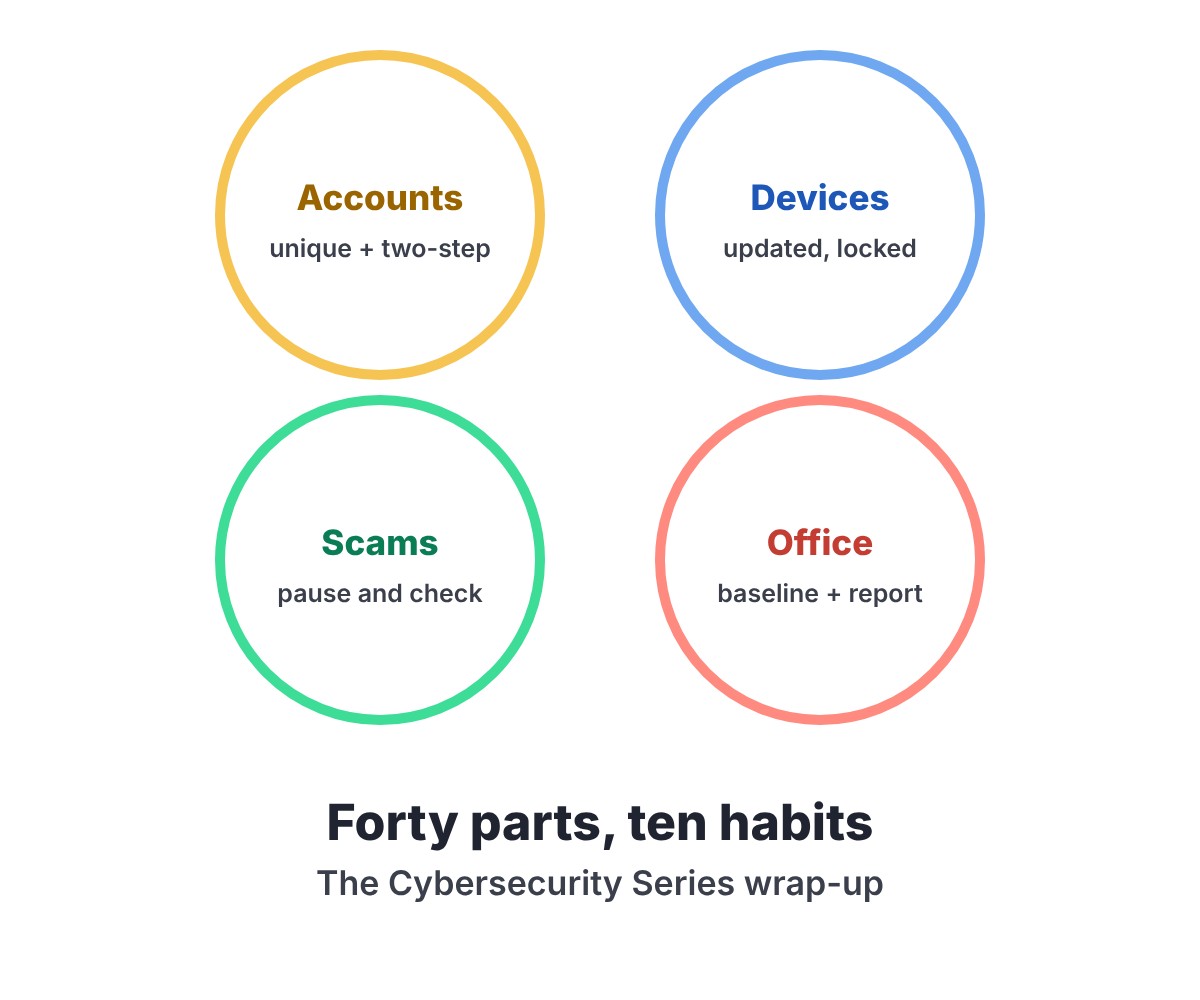 Accounts
unique + two-step
Devices
updated, locked
Scams
pause and check
Office
baseline + report
Forty parts, ten habits
The Cybersecurity Series wrap-up